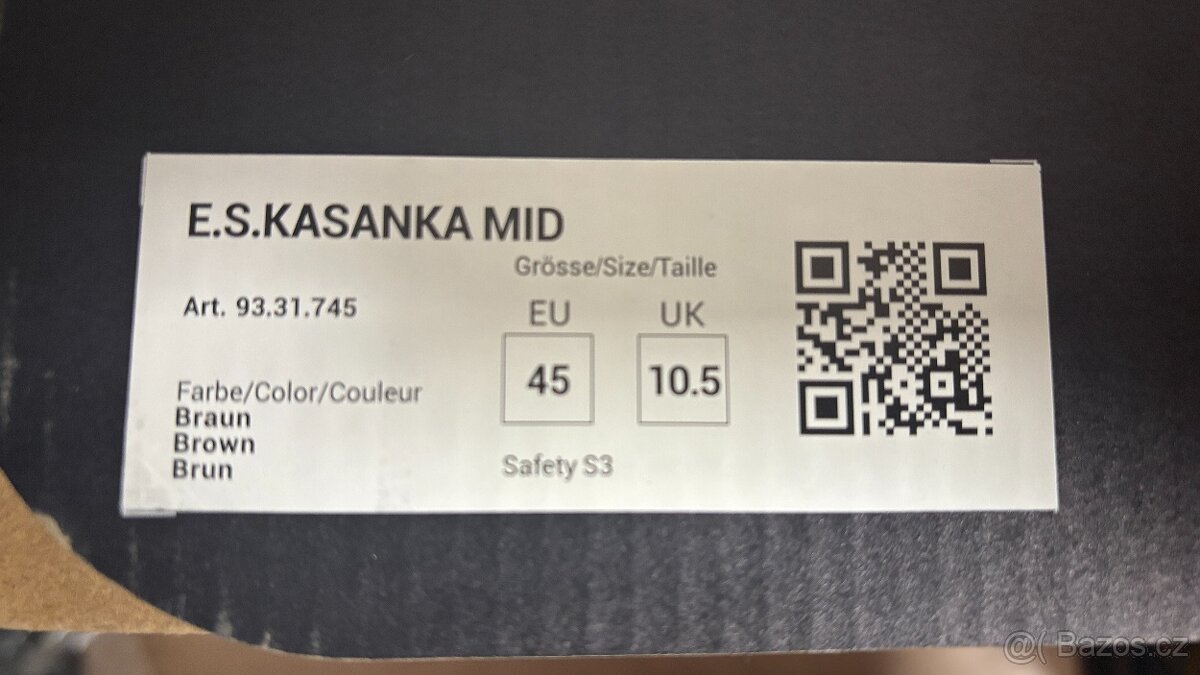 E.S.KASANKA MID
Grösse/Size/Taille
Art. 93.31.745
EU UK
45 10.5
Farbe/Color/Couleur
Braun
Brown
Brun
Safety S3
@( Bazos.cz